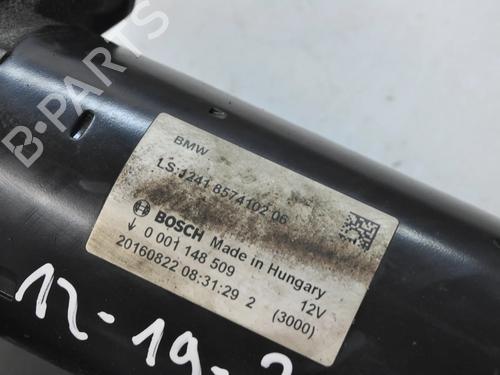 BMW
LS:1241 8574102 06
BOSCH Made in Hungary
0 001 148 509 12V
20160822 08:31:29 2 (3000)
12-19-
B-PARTS